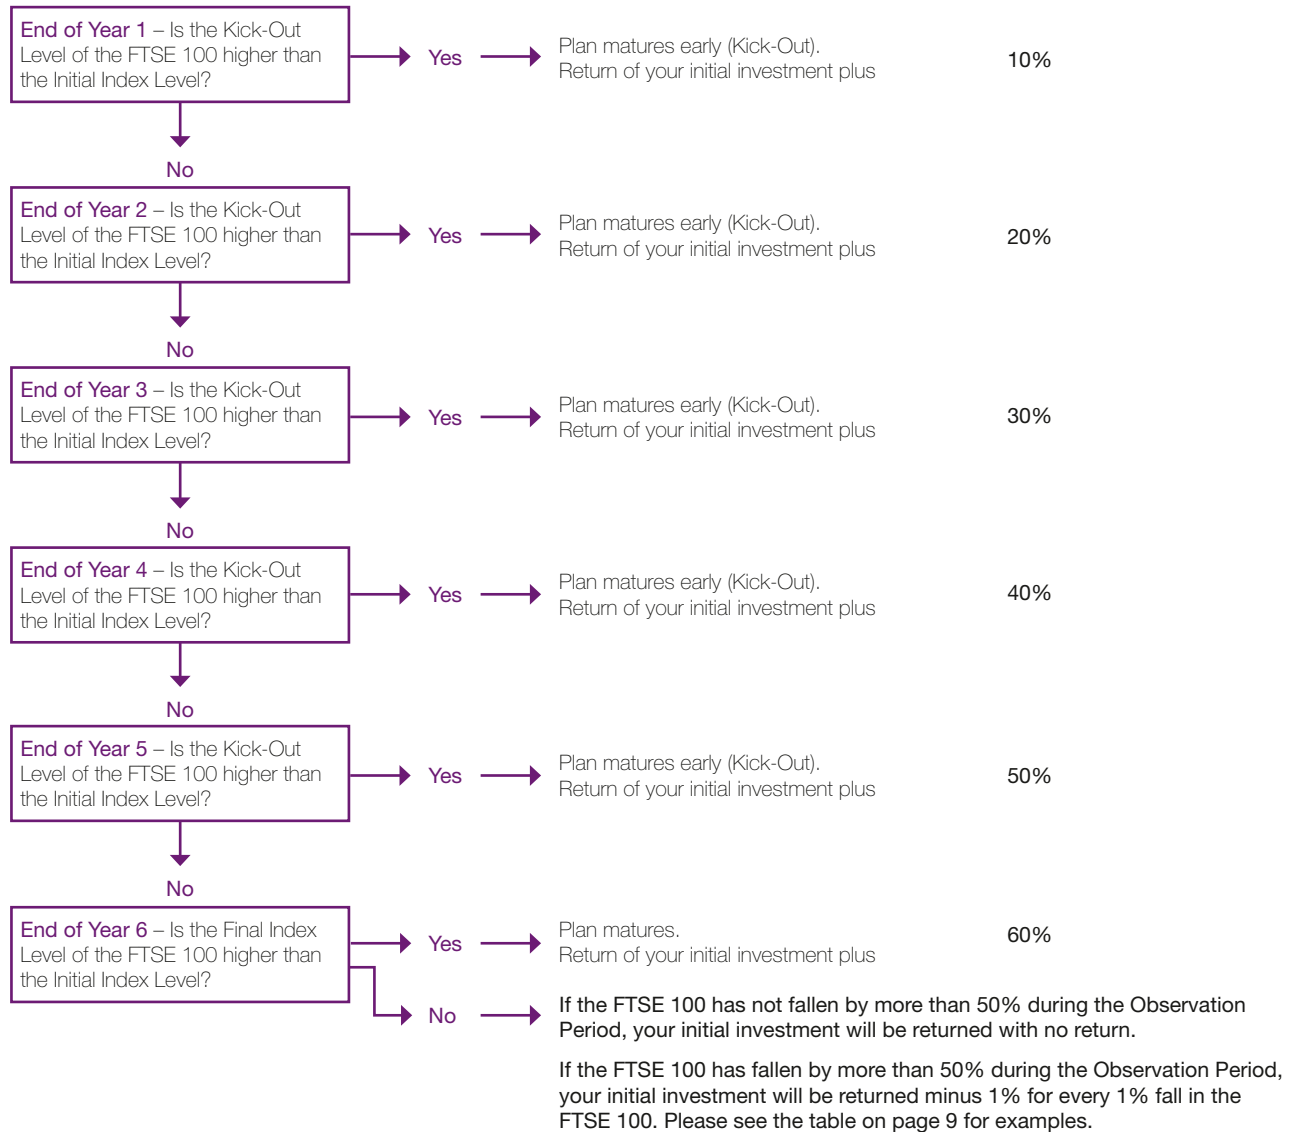 End of Year 1 – Is the Kick-Out
Level of the FTSE 100 higher than
the Initial Index Level?
Yes
Plan matures early (Kick-Out).
Return of your initial investment plus
10%
No
End of Year 2 – Is the Kick-Out
Level of the FTSE 100 higher than
the Initial Index Level?
Yes
Plan matures early (Kick-Out).
Return of your initial investment plus
20%
No
End of Year 3 – Is the Kick-Out
Level of the FTSE 100 higher than
the Initial Index Level?
Yes
Plan matures early (Kick-Out).
Return of your initial investment plus
30%
No
End of Year 4 – Is the Kick-Out
Level of the FTSE 100 higher than
the Initial Index Level?
Yes
Plan matures early (Kick-Out).
Return of your initial investment plus
40%
No
End of Year 5 – Is the Kick-Out
Level of the FTSE 100 higher than
the Initial Index Level?
Yes
Plan matures early (Kick-Out).
Return of your initial investment plus
50%
No
End of Year 6 – Is the Final Index
Level of the FTSE 100 higher than
the Initial Index Level?
Yes
Plan matures.
Return of your initial investment plus
60%
No
If the FTSE 100 has not fallen by more than 50% during the Observation
Period, your initial investment will be returned with no return.
If the FTSE 100 has fallen by more than 50% during the Observation Period,
your initial investment will be returned minus 1% for every 1% fall in the
FTSE 100. Please see the table on page 9 for examples.